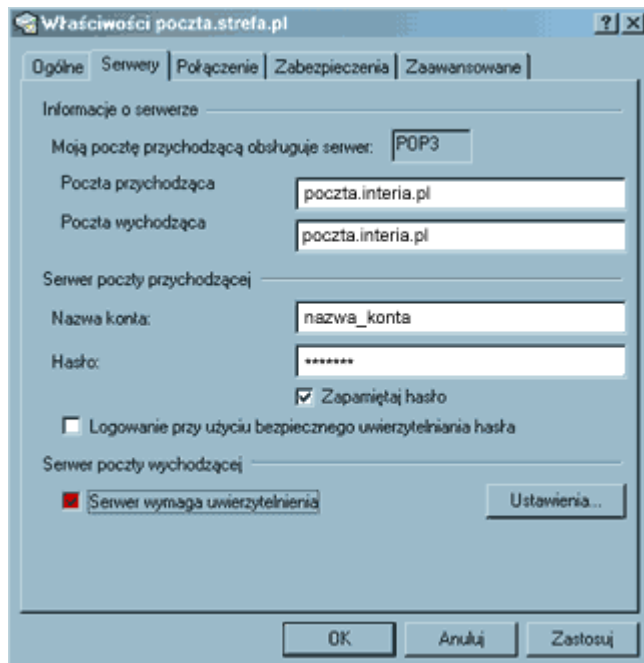 Właściwości poczta.strefa.pl
Ogólne Serwery Połączenie Zabezpieczenia Zaawansowane
Informacje o serwerze
Moją pocztę przychodzącą obsługuje serwer: POP3
Poczta przychodząca poczta.interia.pl
Poczta wychodząca poczta.interia.pl
Serwer poczty przychodzącej
Nazwa konta: nazwa_konta
Hasło: *******
Zapamiętaj hasło
Logowanie przy użyciu bezpiecznego uwierzytelniania hasła
Serwer poczty wychodzącej
Serwer wymaga uwierzytelnienia Ustawienia...
OK Anuluj Zastosuj